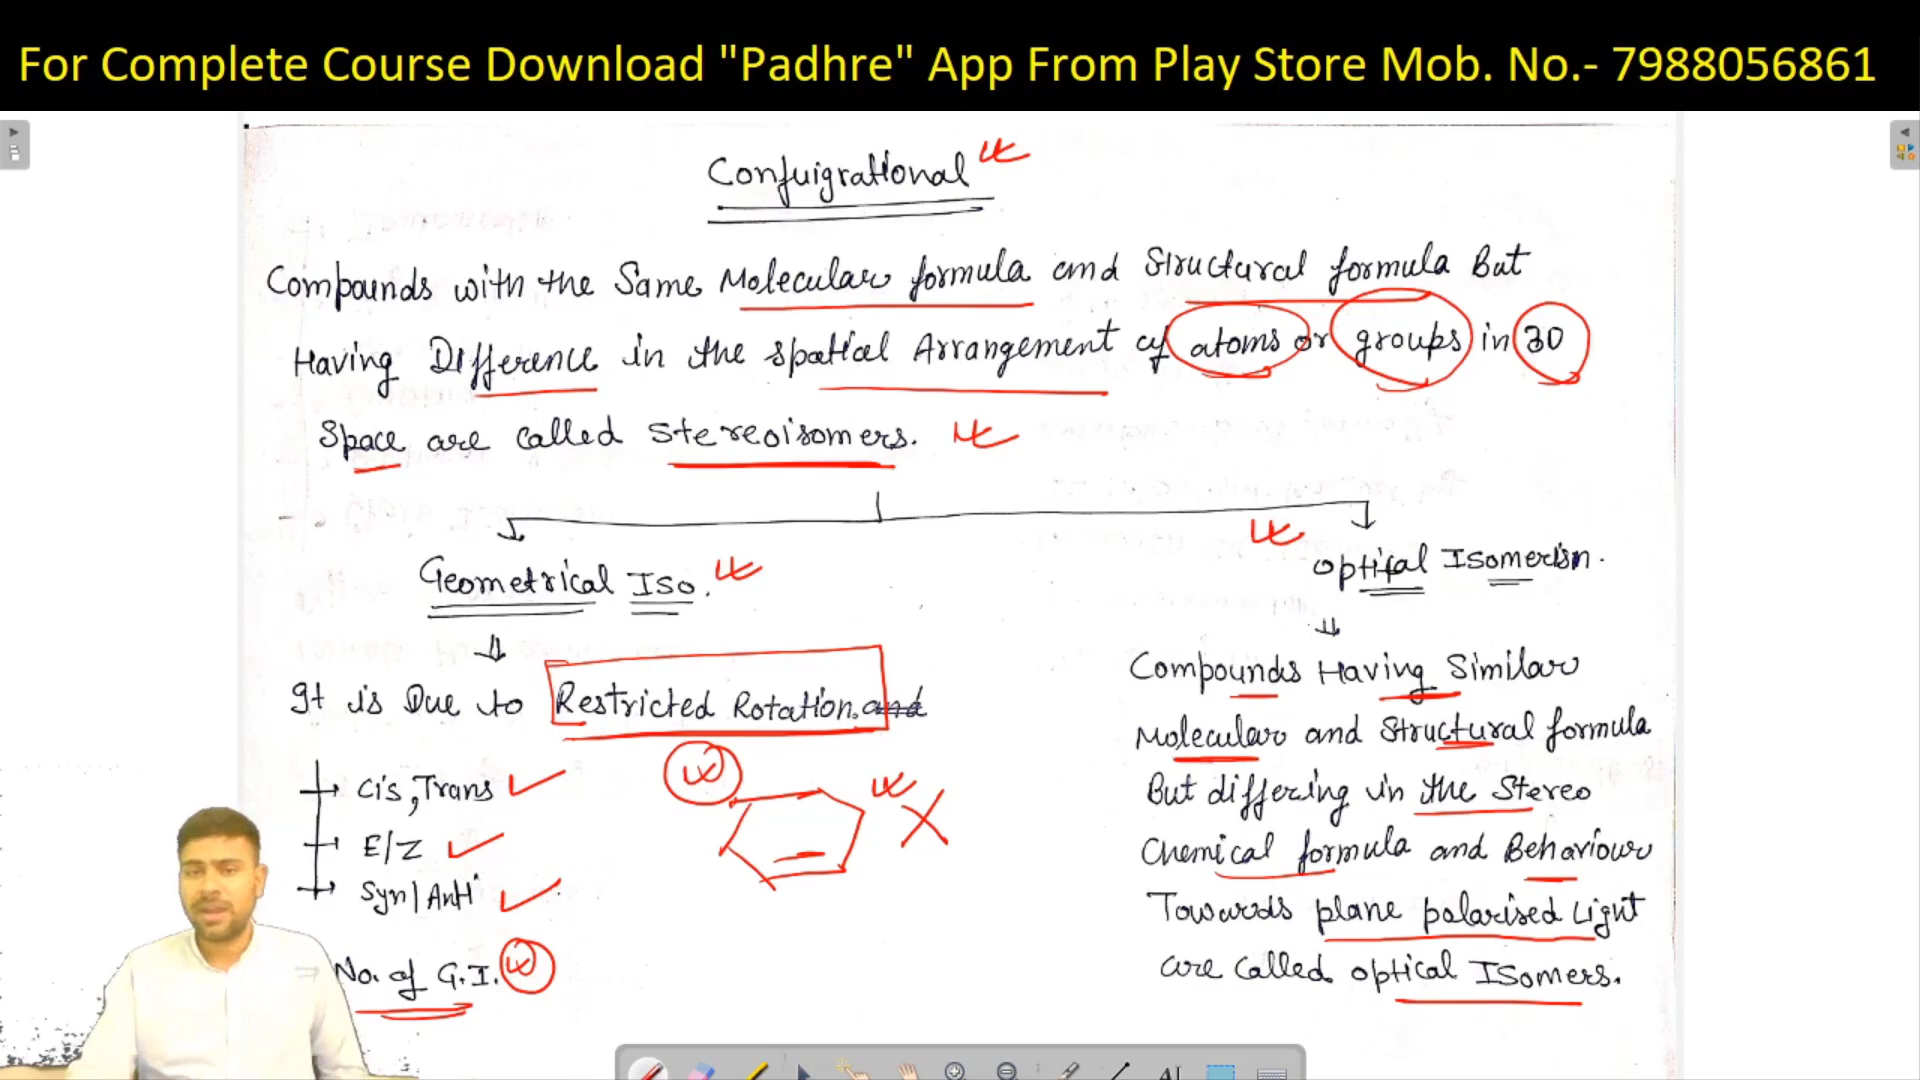 For Complete Course Download "Padhre" App From Play Store Mob. No.- 7988056861
Confuigrational
Compounds with the Same Molecular formula and Structural formula But
Having Difference in the spatial Arrangement of atoms or groups in 3D
Space are called Stereoisomers.
Geometrical Iso.
It is Due to Restricted Rotation. and
Cis, Trans
E/Z
Syn/Anti
⇒ No. of G.I.
Optical Isomerism.
Compounds Having Similar
Molecular and Structural formula
But differing in the Stereo
Chemical formula and Behaviour
Towards plane polarised Light
are called optical Isomers.